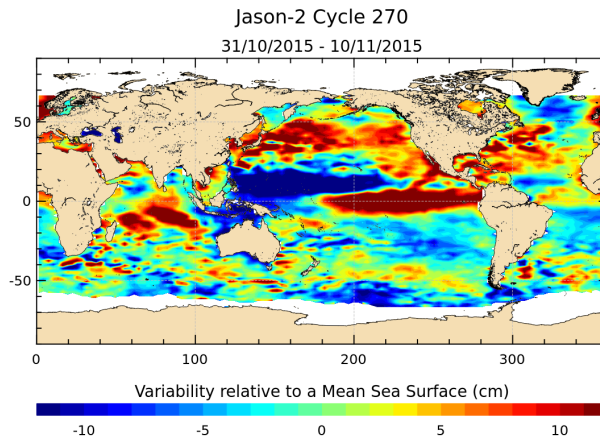 Jason-2 Cycle 270
31/10/2015 - 10/11/2015
50
0
-50
0 100 200 300
Variability relative to a Mean Sea Surface (cm)
-10 -5 0 5 10